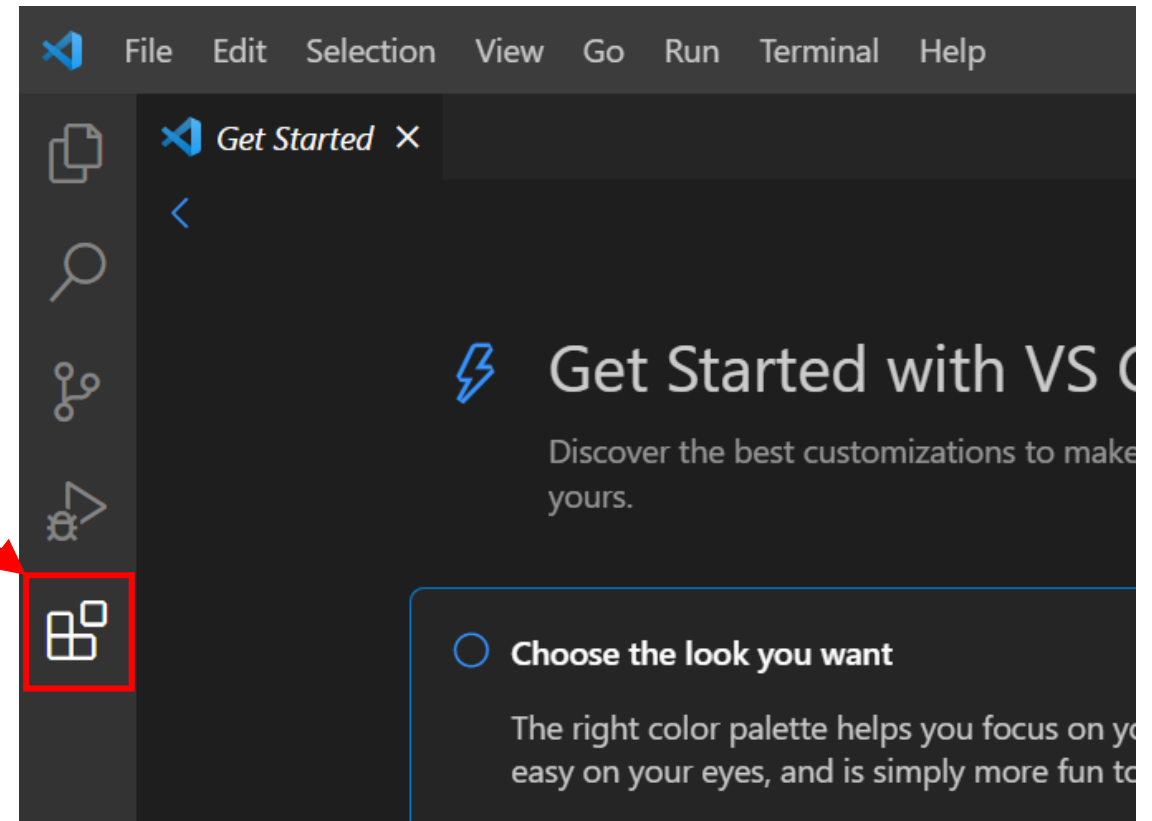 File Edit Selection View Go Run Terminal Help
Get Started
Get Started with VS
Discover the best customizations to make
yours.
Choose the look you want
The right color palette helps you focus on
easy on your eyes, and is simply more fun to